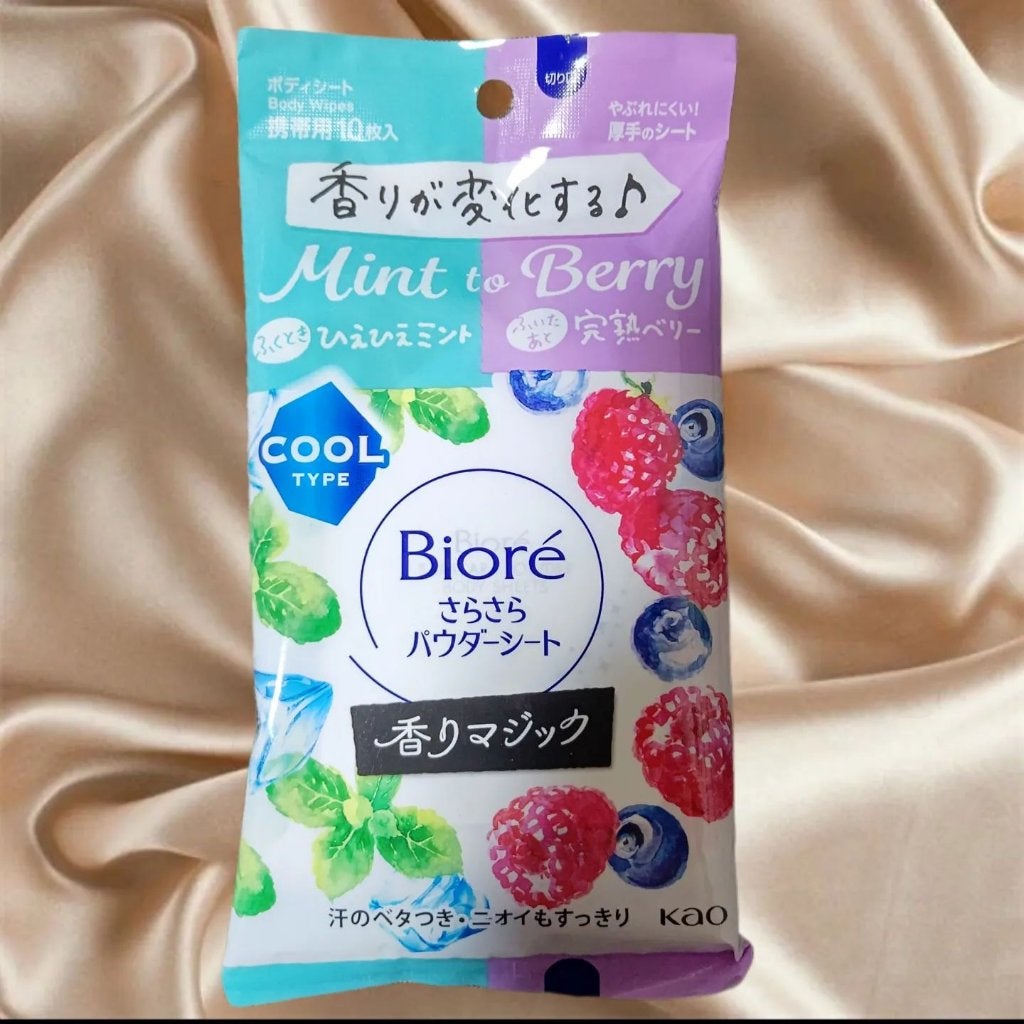 切り口
ボディシート
Body Wipes
携帯用 10枚入
やぶれにくい!
厚手のシート
香りが変化する♪
Mint to Berry
ふくとき ひえひえミント
ふいたあと 完熟ベリー
COOL
TYPE
Bioré
さらさら
パウダーシート
香りマジック
汗のベタつき・ニオイもすっきり
Kao